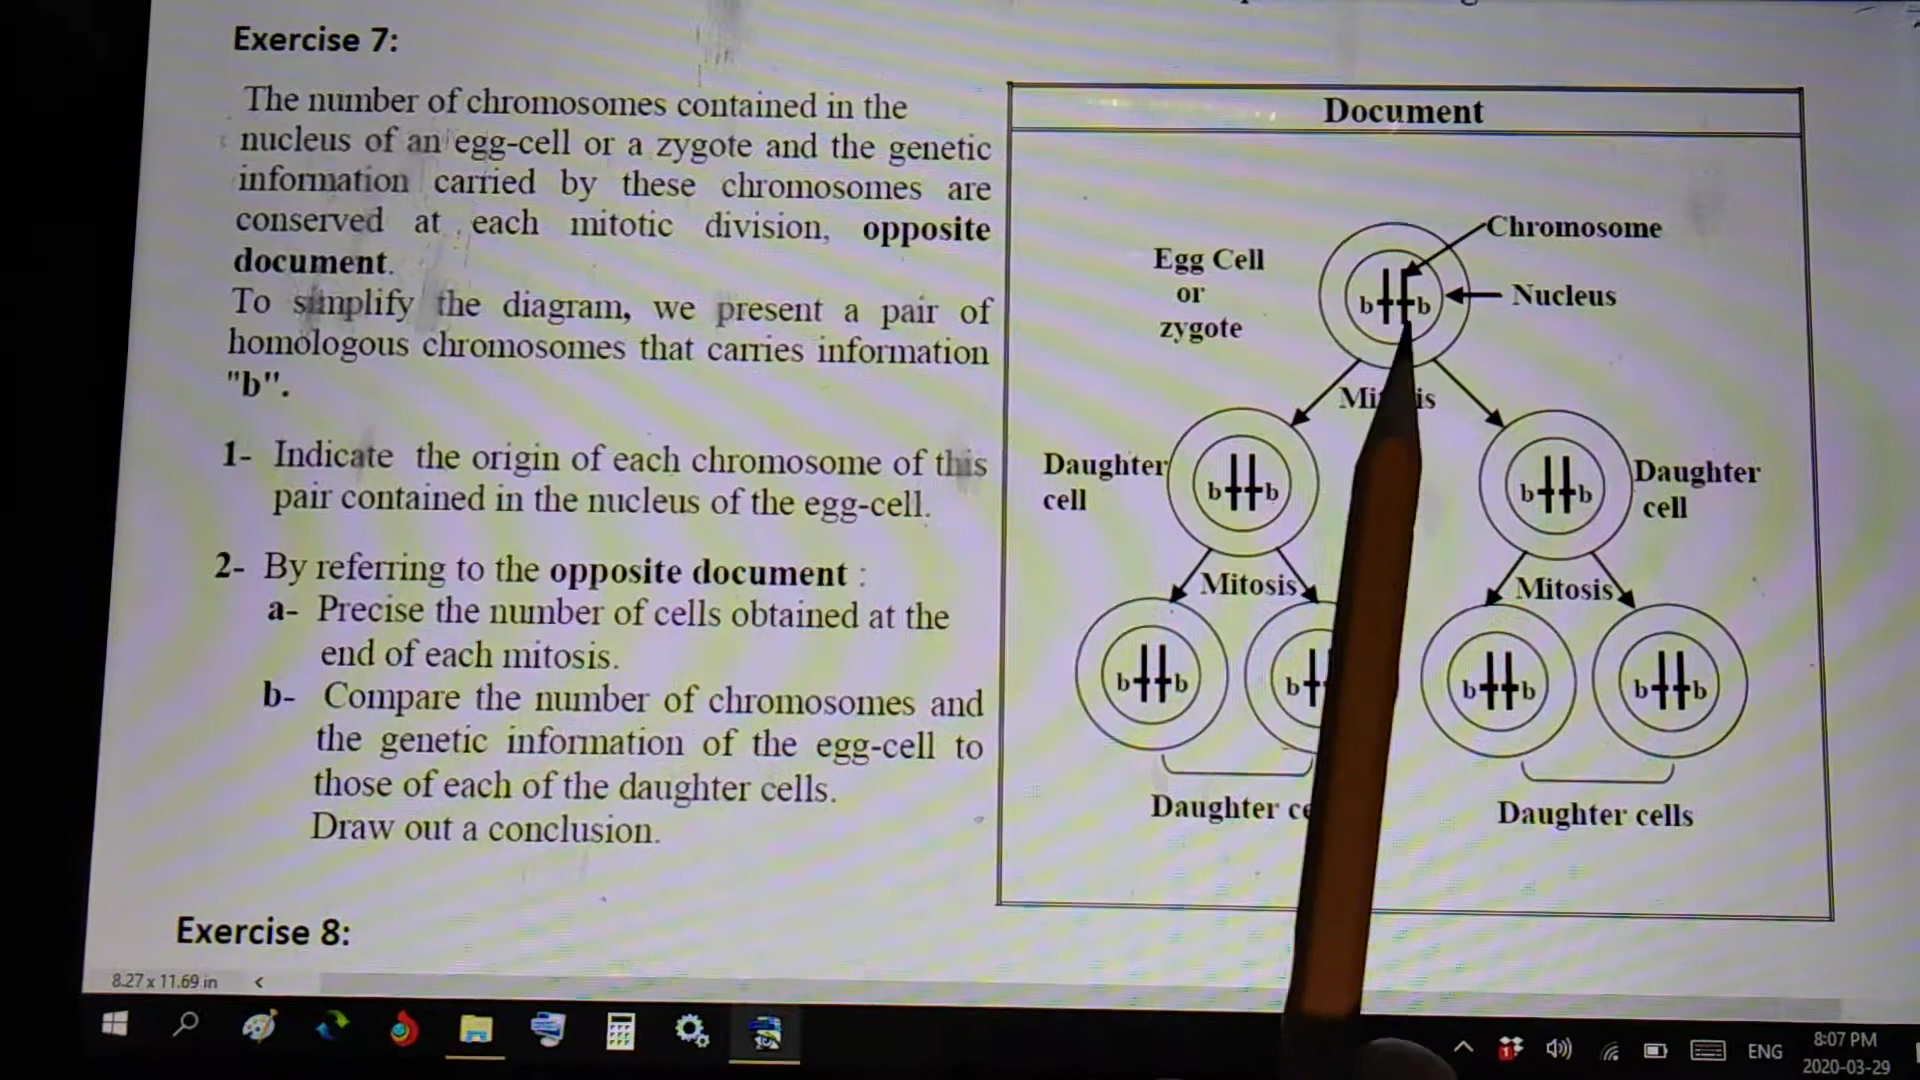 Exercise 7:
The number of chromosomes contained in the
nucleus of an egg-cell or a zygote and the genetic
information carried by these chromosomes are
conserved at each mitotic division, opposite
document.
To simplify the diagram, we present a pair of
homologous chromosomes that carries information
"b".
1- Indicate the origin of each chromosome of this
pair contained in the nucleus of the egg-cell.
2- By referring to the opposite document :
a- Precise the number of cells obtained at the
end of each mitosis.
b- Compare the number of chromosomes and
the genetic information of the egg-cell to
those of each of the daughter cells.
Draw out a conclusion.
Document
Chromosome
Egg Cell
or
zygote
b b
Nucleus
Mi is
Daughter
cell
b b
b b
Daughter
cell
Mitosis
Mitosis
b b
b
b b
b b
Daughter ce
Daughter cells
Exercise 8:
8.27 x 11.69 in
<
1
ENG
8:07 PM
2020-03-29